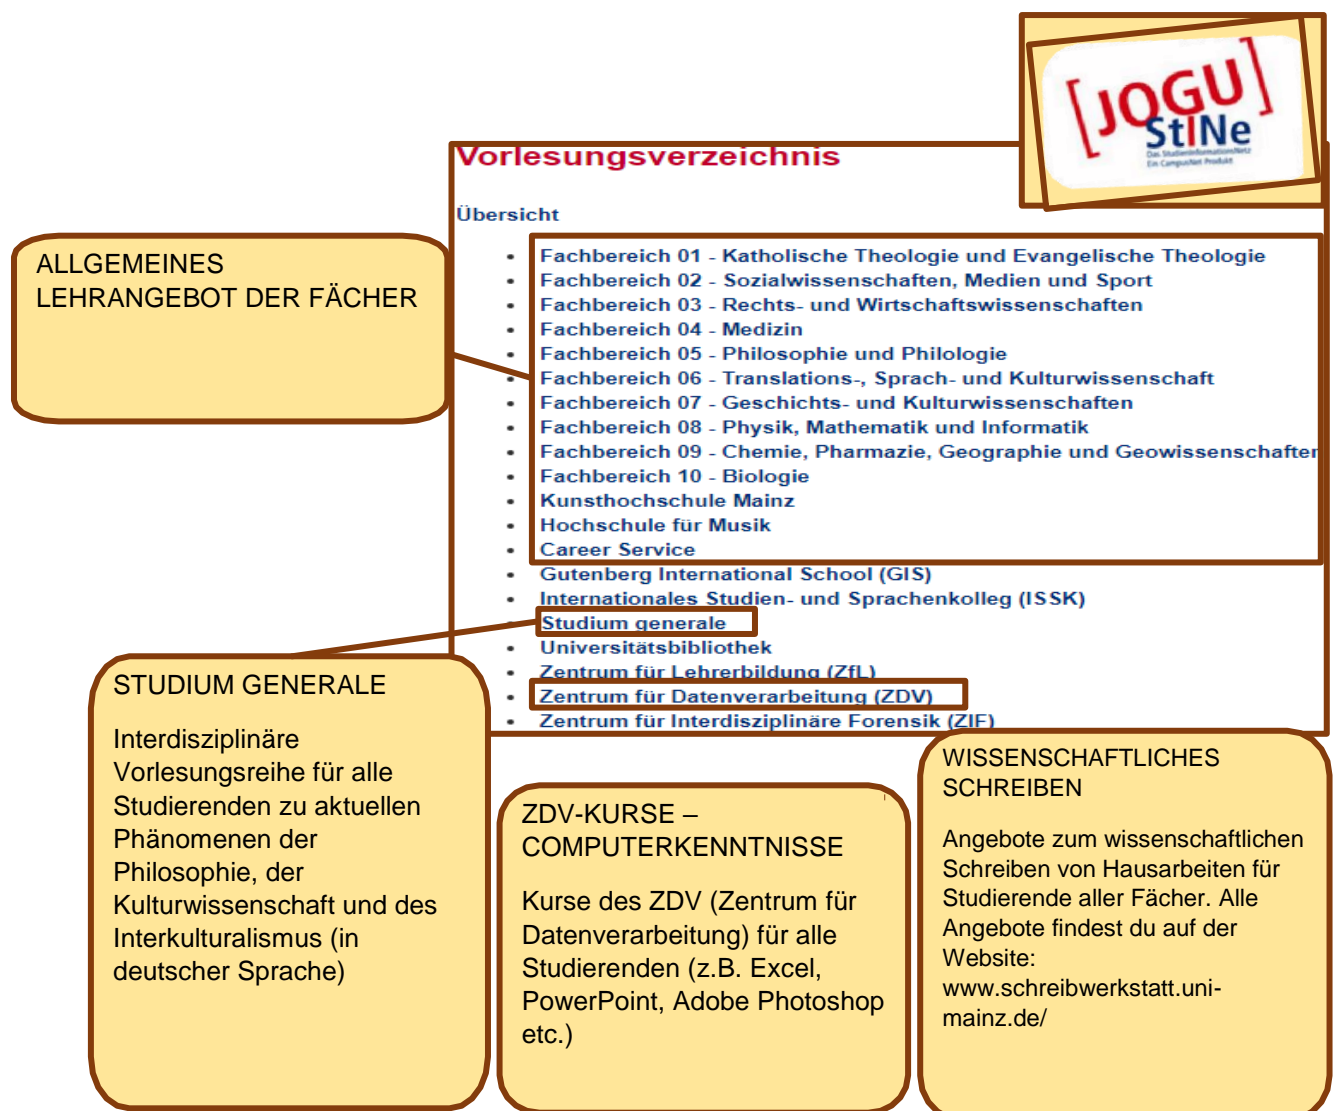 [JOGU]
StINe
Das StudienInformationsNetz
Ein CampusNet Produkt
Vorlesungsverzeichnis
Übersicht
ALLGEMEINES
LEHRANGEBOT DER FÄCHER
• Fachbereich 01 - Katholische Theologie und Evangelische Theologie
• Fachbereich 02 - Sozialwissenschaften, Medien und Sport
• Fachbereich 03 - Rechts- und Wirtschaftswissenschaften
• Fachbereich 04 - Medizin
• Fachbereich 05 - Philosophie und Philologie
• Fachbereich 06 - Translations-, Sprach- und Kulturwissenschaft
• Fachbereich 07 - Geschichts- und Kulturwissenschaften
• Fachbereich 08 - Physik, Mathematik und Informatik
• Fachbereich 09 - Chemie, Pharmazie, Geographie und Geowissenschaften
• Fachbereich 10 - Biologie
• Kunsthochschule Mainz
• Hochschule für Musik
• Career Service
• Gutenberg International School (GIS)
• Internationales Studien- und Sprachenkolleg (ISSK)
• Studium generale
• Universitätsbibliothek
• Zentrum für Lehrerbildung (ZfL)
• Zentrum für Datenverarbeitung (ZDV)
• Zentrum für Interdisziplinäre Forensik (ZIF)
STUDIUM GENERALE
Interdisziplinäre
Vorlesungsreihe für alle
Studierenden zu aktuellen
Phänomenen der
Philosophie, der
Kulturwissenschaft und des
Interkulturalismus (in
deutscher Sprache)
ZDV-KURSE –
COMPUTERKENNTNISSE
Kurse des ZDV (Zentrum für
Datenverarbeitung) für alle
Studierenden (z.B. Excel,
PowerPoint, Adobe Photoshop
etc.)
WISSENSCHAFTLICHES
SCHREIBEN
Angebote zum wissenschaftlichen
Schreiben von Hausarbeiten für
Studierende aller Fächer. Alle
Angebote findest du auf der
Website:
www.schreibwerkstatt.uni-
mainz.de/